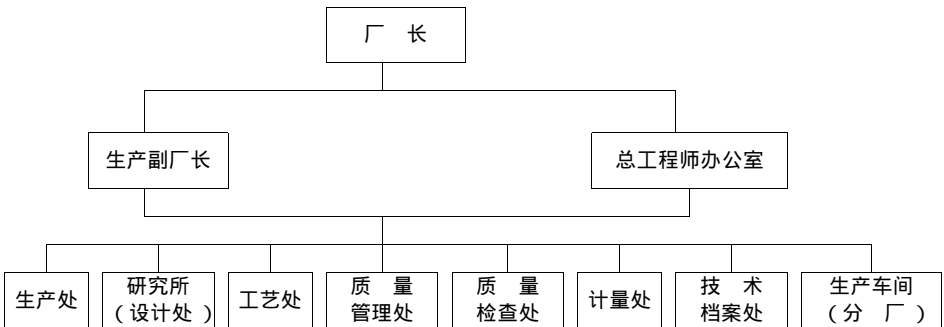 厂 长
生产副厂长
总工程师办公室
生产处
研究所
（设计处）
工艺处
质 量
管理处
质 量
检查处
计量处
技 术
档案处
生产车间
（分 厂）